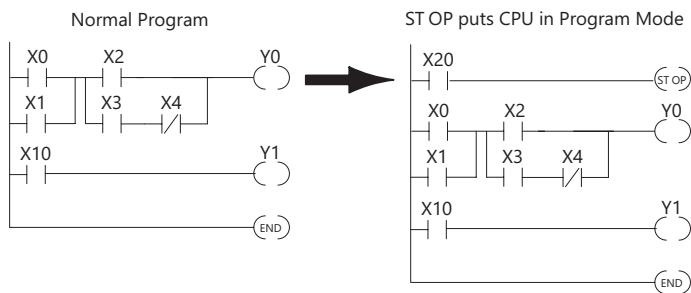 Normal Program
X0 X2 Y0
X1 X3 X4
X10 Y1
END
ST OP puts CPU in Program Mode
X20
ST OP
X0 X2 Y0
X1 X3 X4
X10 Y1
END